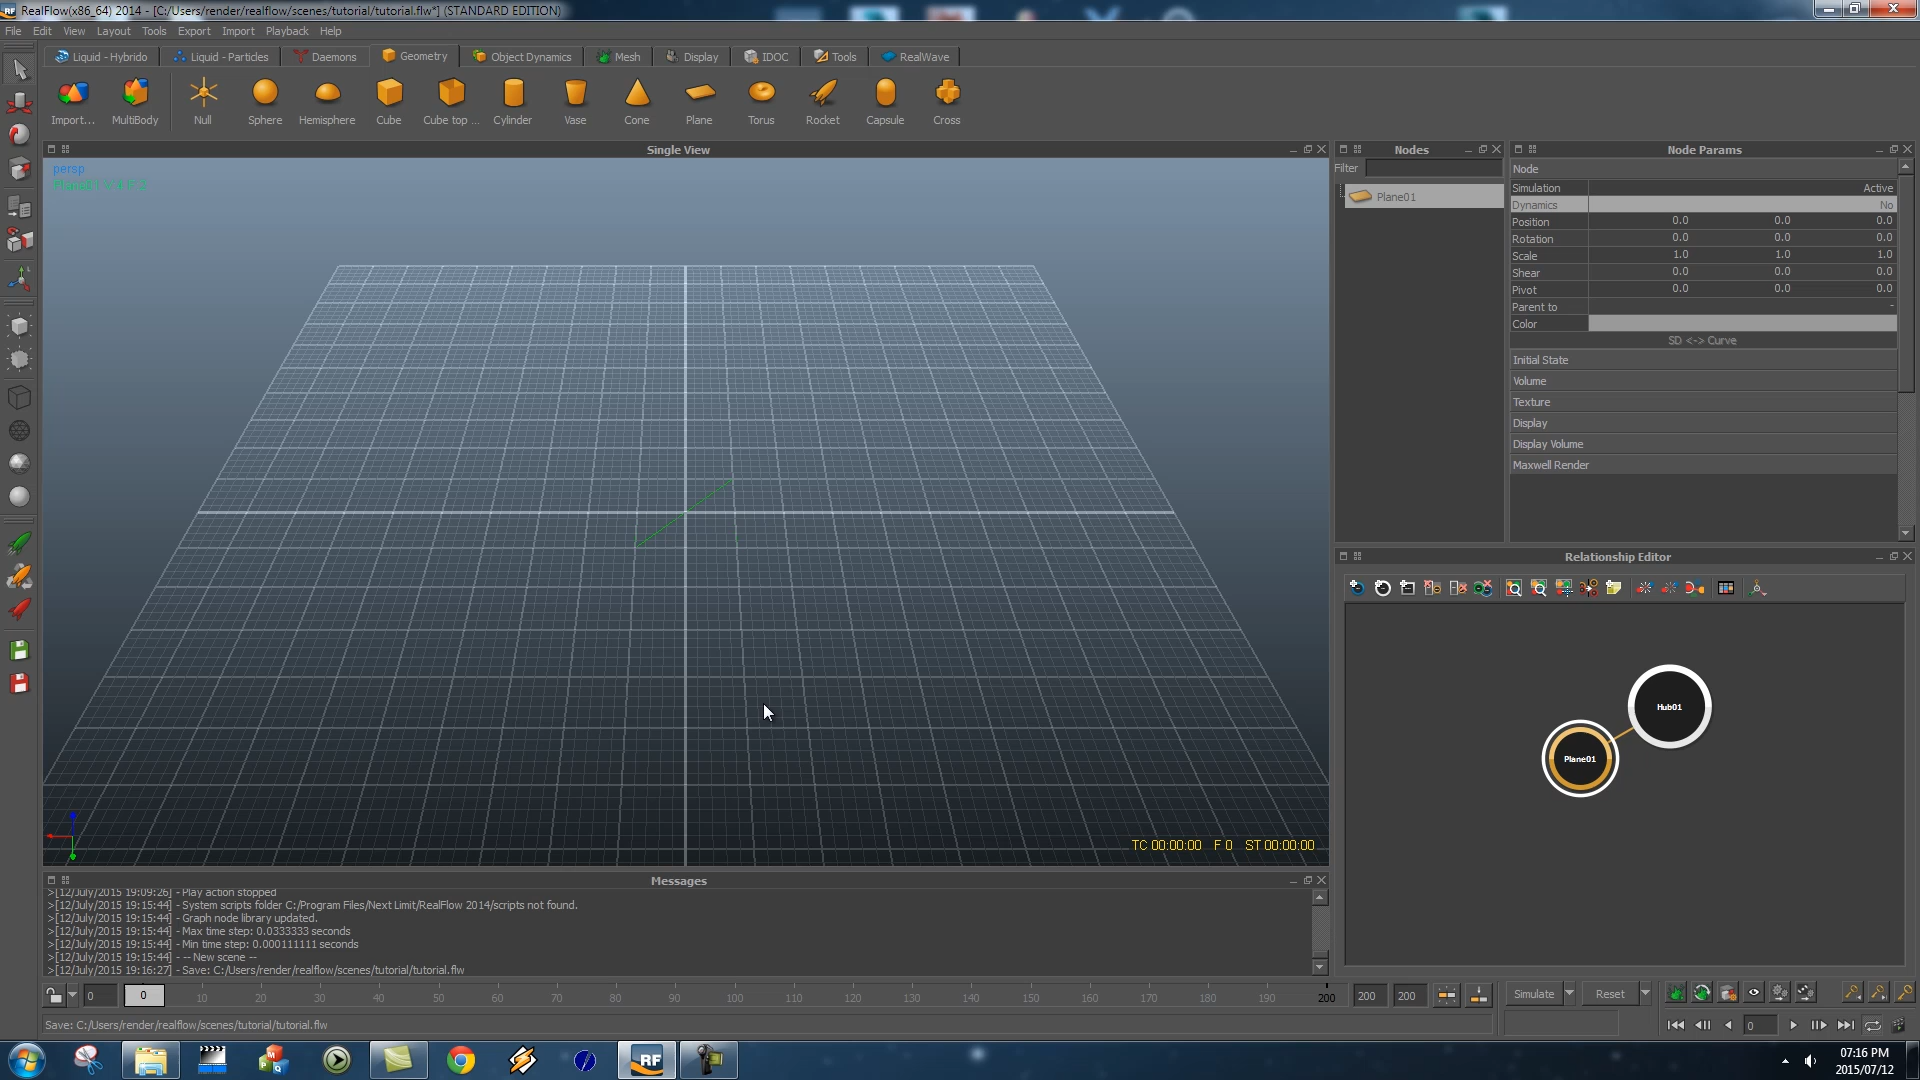 RealFlow(x86_64) 2014 - [C:/Users/render/realflow/scenes/tutorial/tutorial.flw*] (STANDARD EDITION)
File Edit View Layout Tools Export Import Playback Help
Liquid - Hybrido Liquid - Particles Daemons Geometry Object Dynamics Mesh Display IDOC Tools RealWave
Import... MultiBody Null Sphere Hemisphere Cube Cube top ... Cylinder Vase Cone Plane Torus Rocket Capsule Cross
Single View
persp
TC 00:00:00 F 0 ST 00:00:00
Nodes
Filter
Plane01
Node Params
Node
Simulation Active
Dynamics No
Position 0.0 0.0 0.0
Rotation 0.0 0.0 0.0
Scale 1.0 1.0 1.0
Shear 0.0 0.0 0.0
Pivot 0.0 0.0 0.0
Parent to -
Color
SD <-> Curve
Initial State
Volume
Texture
Display
Display Volume
Maxwell Render
Relationship Editor
Hub01
Plane01
Messages
>[12/July/2015 19:09:26] - Play action stopped
>[12/July/2015 19:15:44] - System scripts folder C:/Program Files/Next Limit/RealFlow 2014/scripts not found.
>[12/July/2015 19:15:44] - Graph node library updated.
>[12/July/2015 19:15:44] - Max time step: 0.0333333 seconds
>[12/July/2015 19:15:44] - Min time step: 0.000111111 seconds
>[12/July/2015 19:15:44] - -- New scene --
>[12/July/2015 19:16:27] - Save: C:/Users/render/realflow/scenes/tutorial/tutorial.flw
0 0 10 20 30 40 50 60 70 80 90 100 110 120 130 140 150 160 170 180 190 200 200 200
Simulate Reset
0
Save: C:/Users/render/realflow/scenes/tutorial/tutorial.flw
RF
07:16 PM
2015/07/12